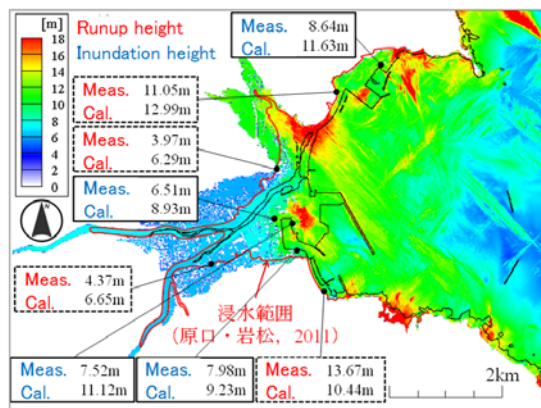 [m]
18
16
14
12
10
8
6
4
2
0
Runup height
Inundation height
Meas. 8.64m
Cal. 11.63m
Meas. 11.05m
Cal. 12.99m
Meas. 3.97m
Cal. 6.29m
Meas. 6.51m
Cal. 8.93m
Meas. 4.37m
Cal. 6.65m
浸水範囲
(原口・岩松, 2011)
Meas. 7.52m
Cal. 11.12m
Meas. 7.98m
Cal. 9.23m
Meas. 13.67m
Cal. 10.44m
2km